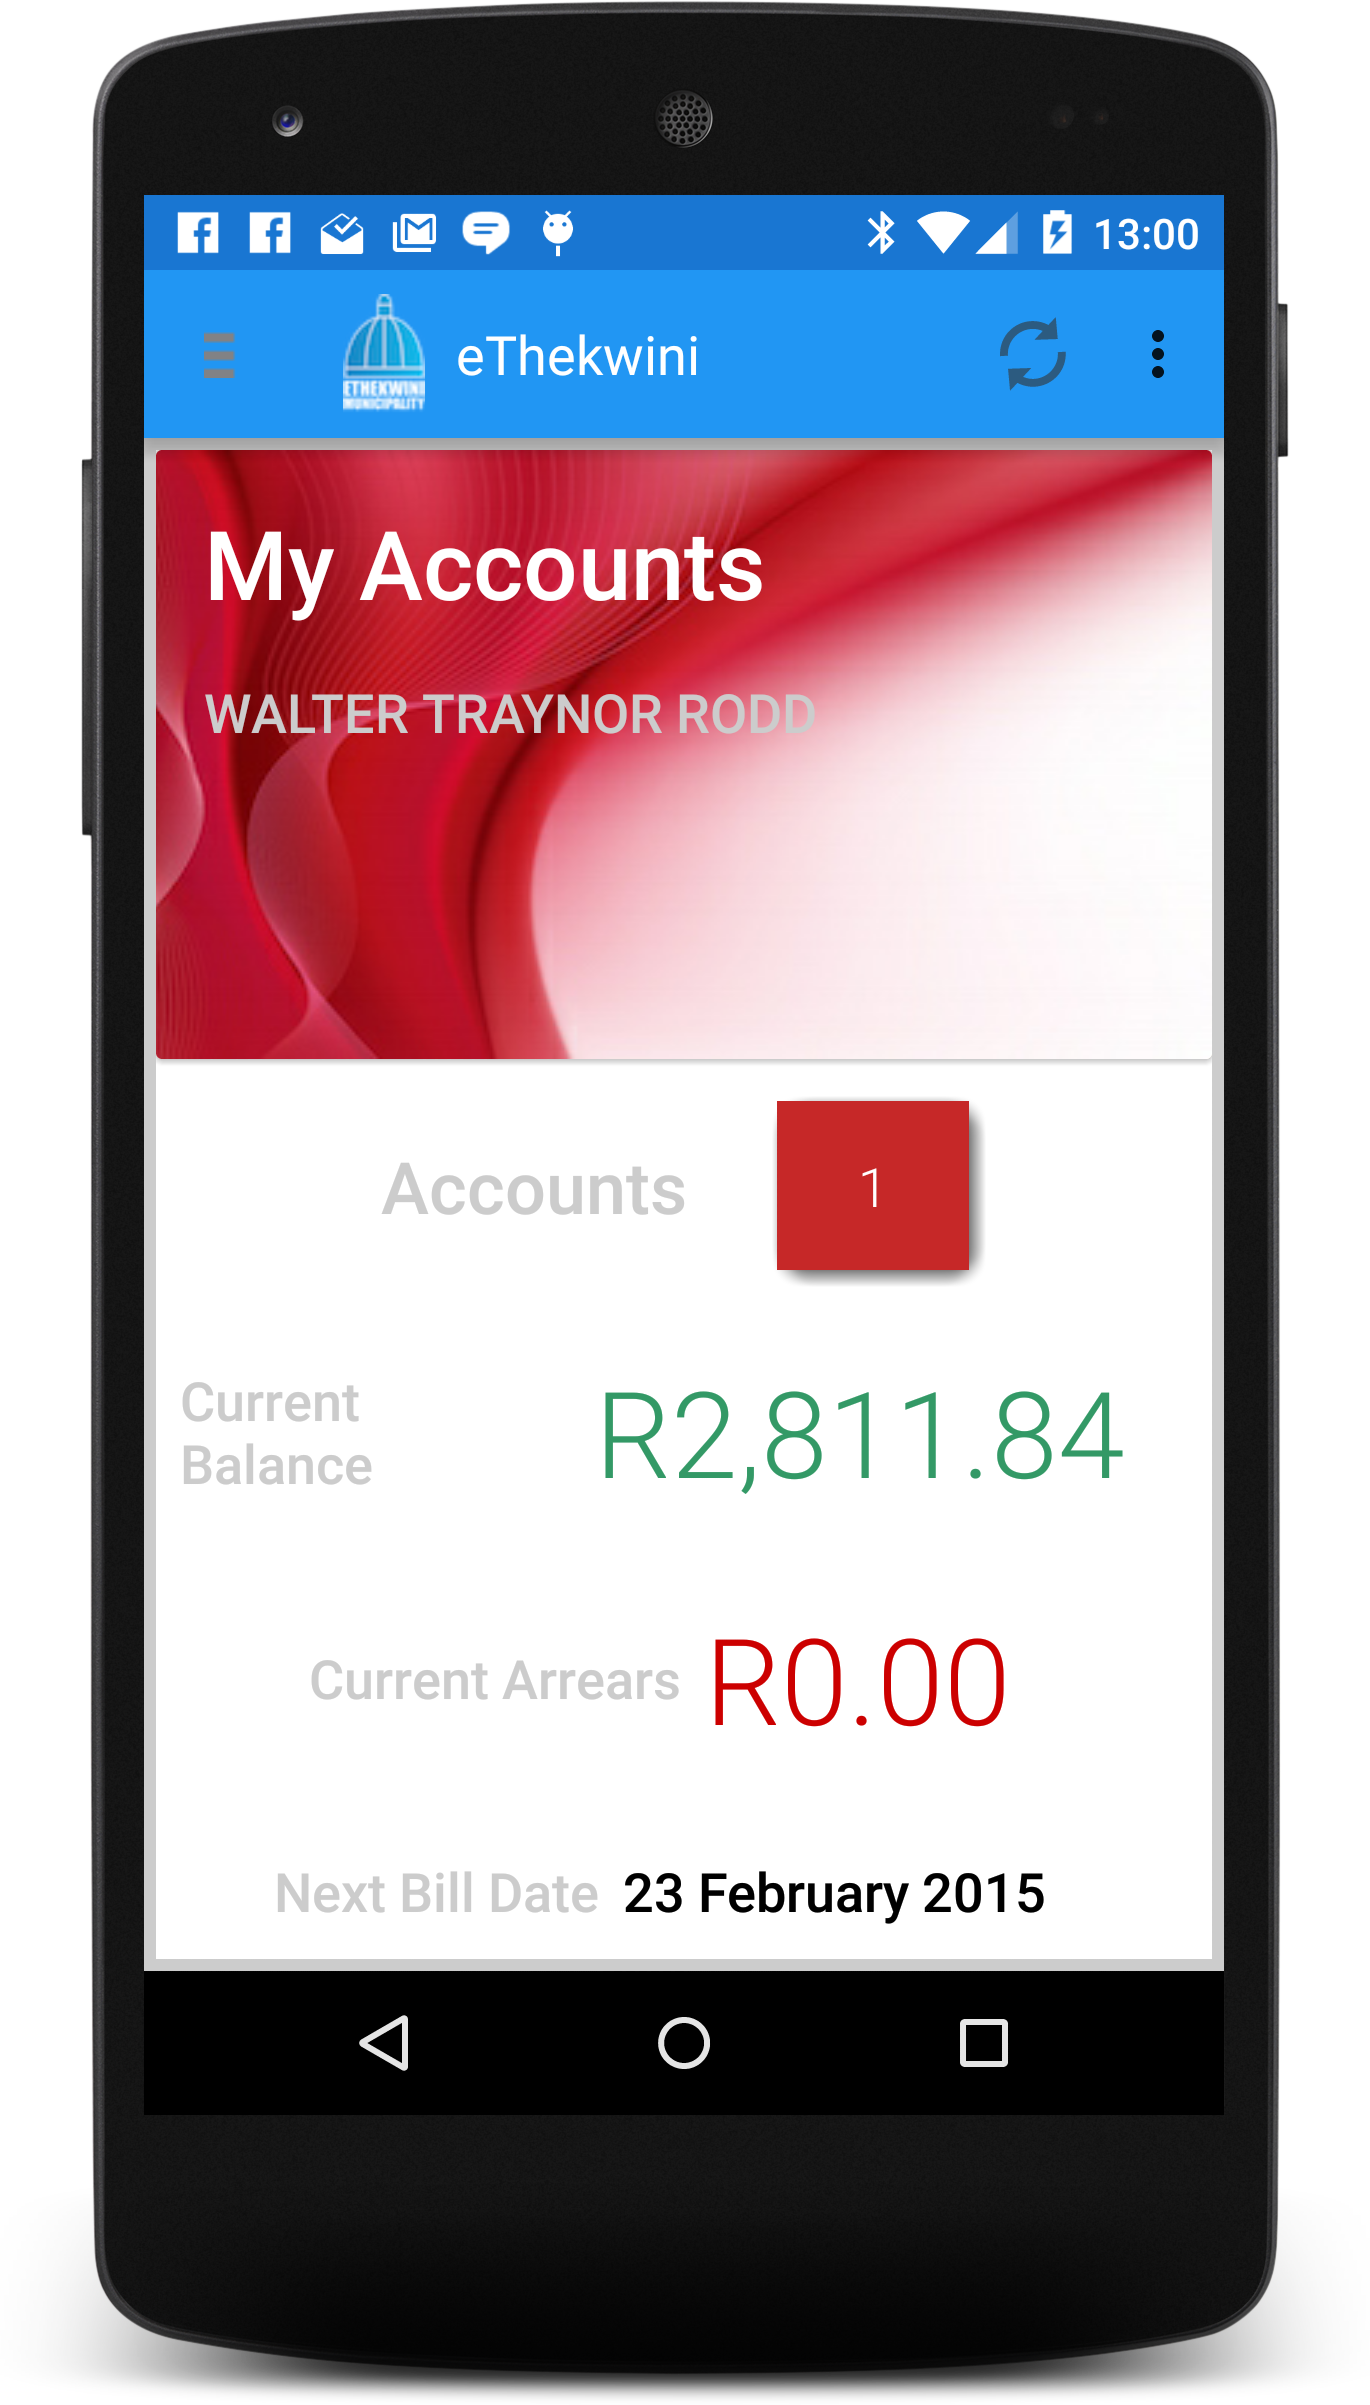 13:00
ETHEKWINI
MUNICIPALITY
eThekwini
My Accounts
WALTER TRAYNOR RODD
Accounts 1
Current
Balance
R2,811.84
Current Arrears R0.00
Next Bill Date 23 February 2015